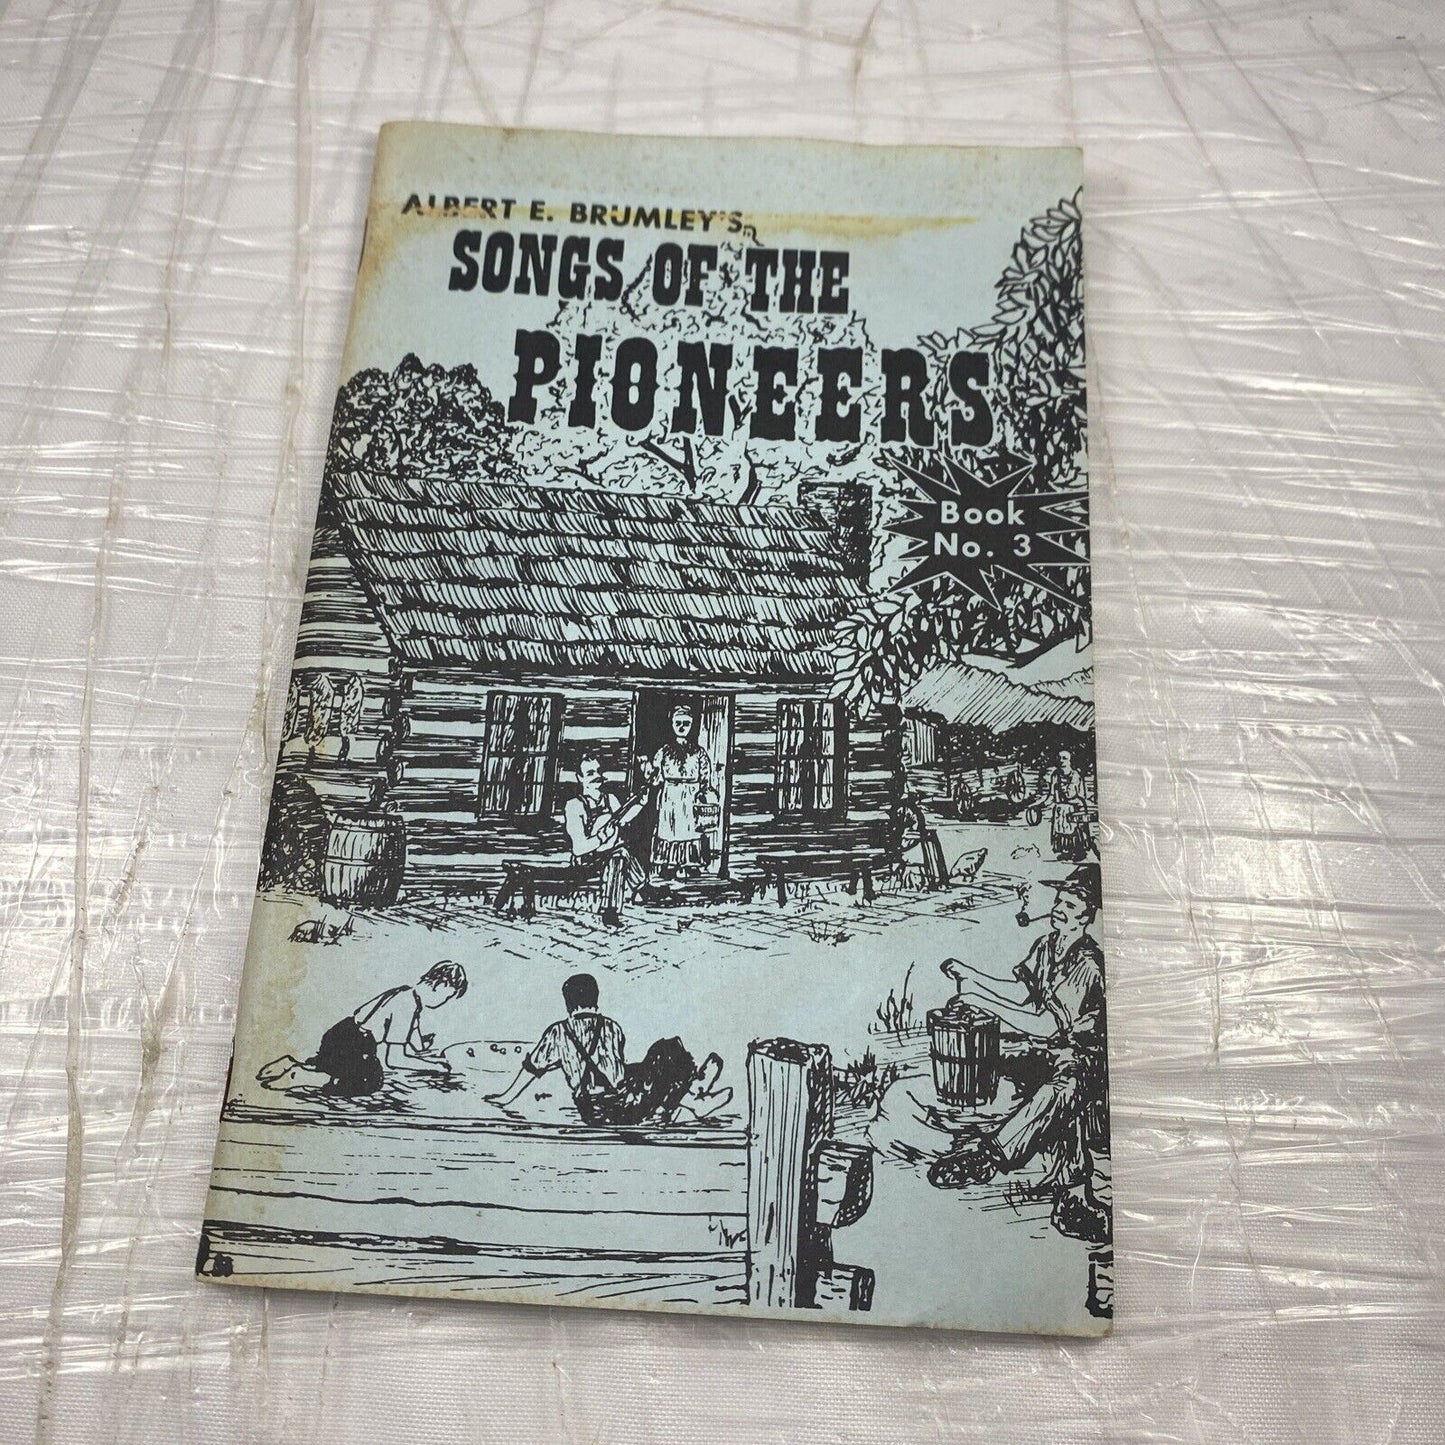 ALBERT E. BRUMLEY'S
SONGS OF THE
PIONEERS
Book
No. 3